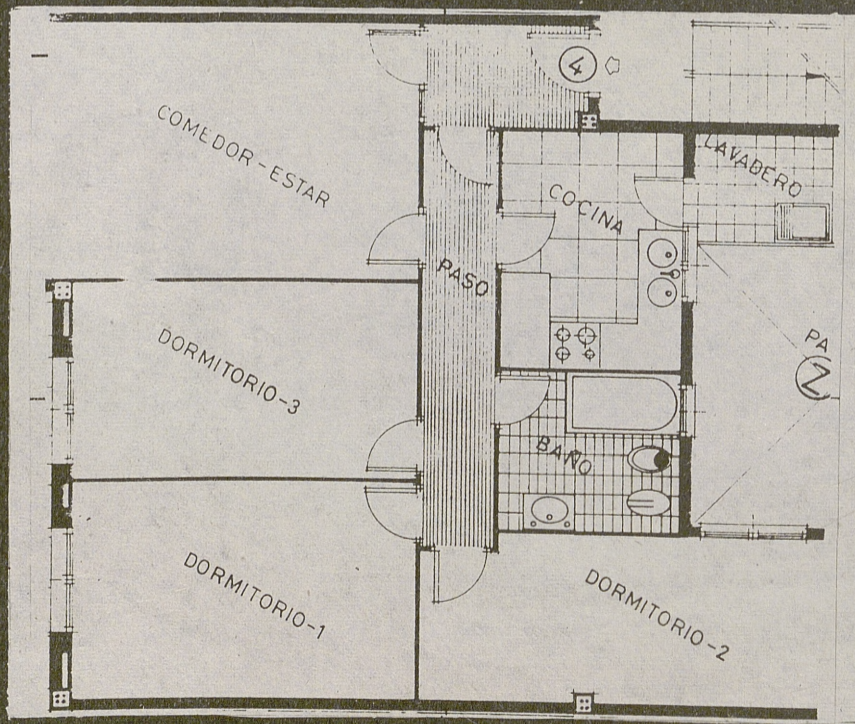 4
COMEDOR-ESTAR
LAVADERO
COCINA
PASO
PA
DORMITORIO-3
BAÑO
DORMITORIO-1
DORMITORIO-2